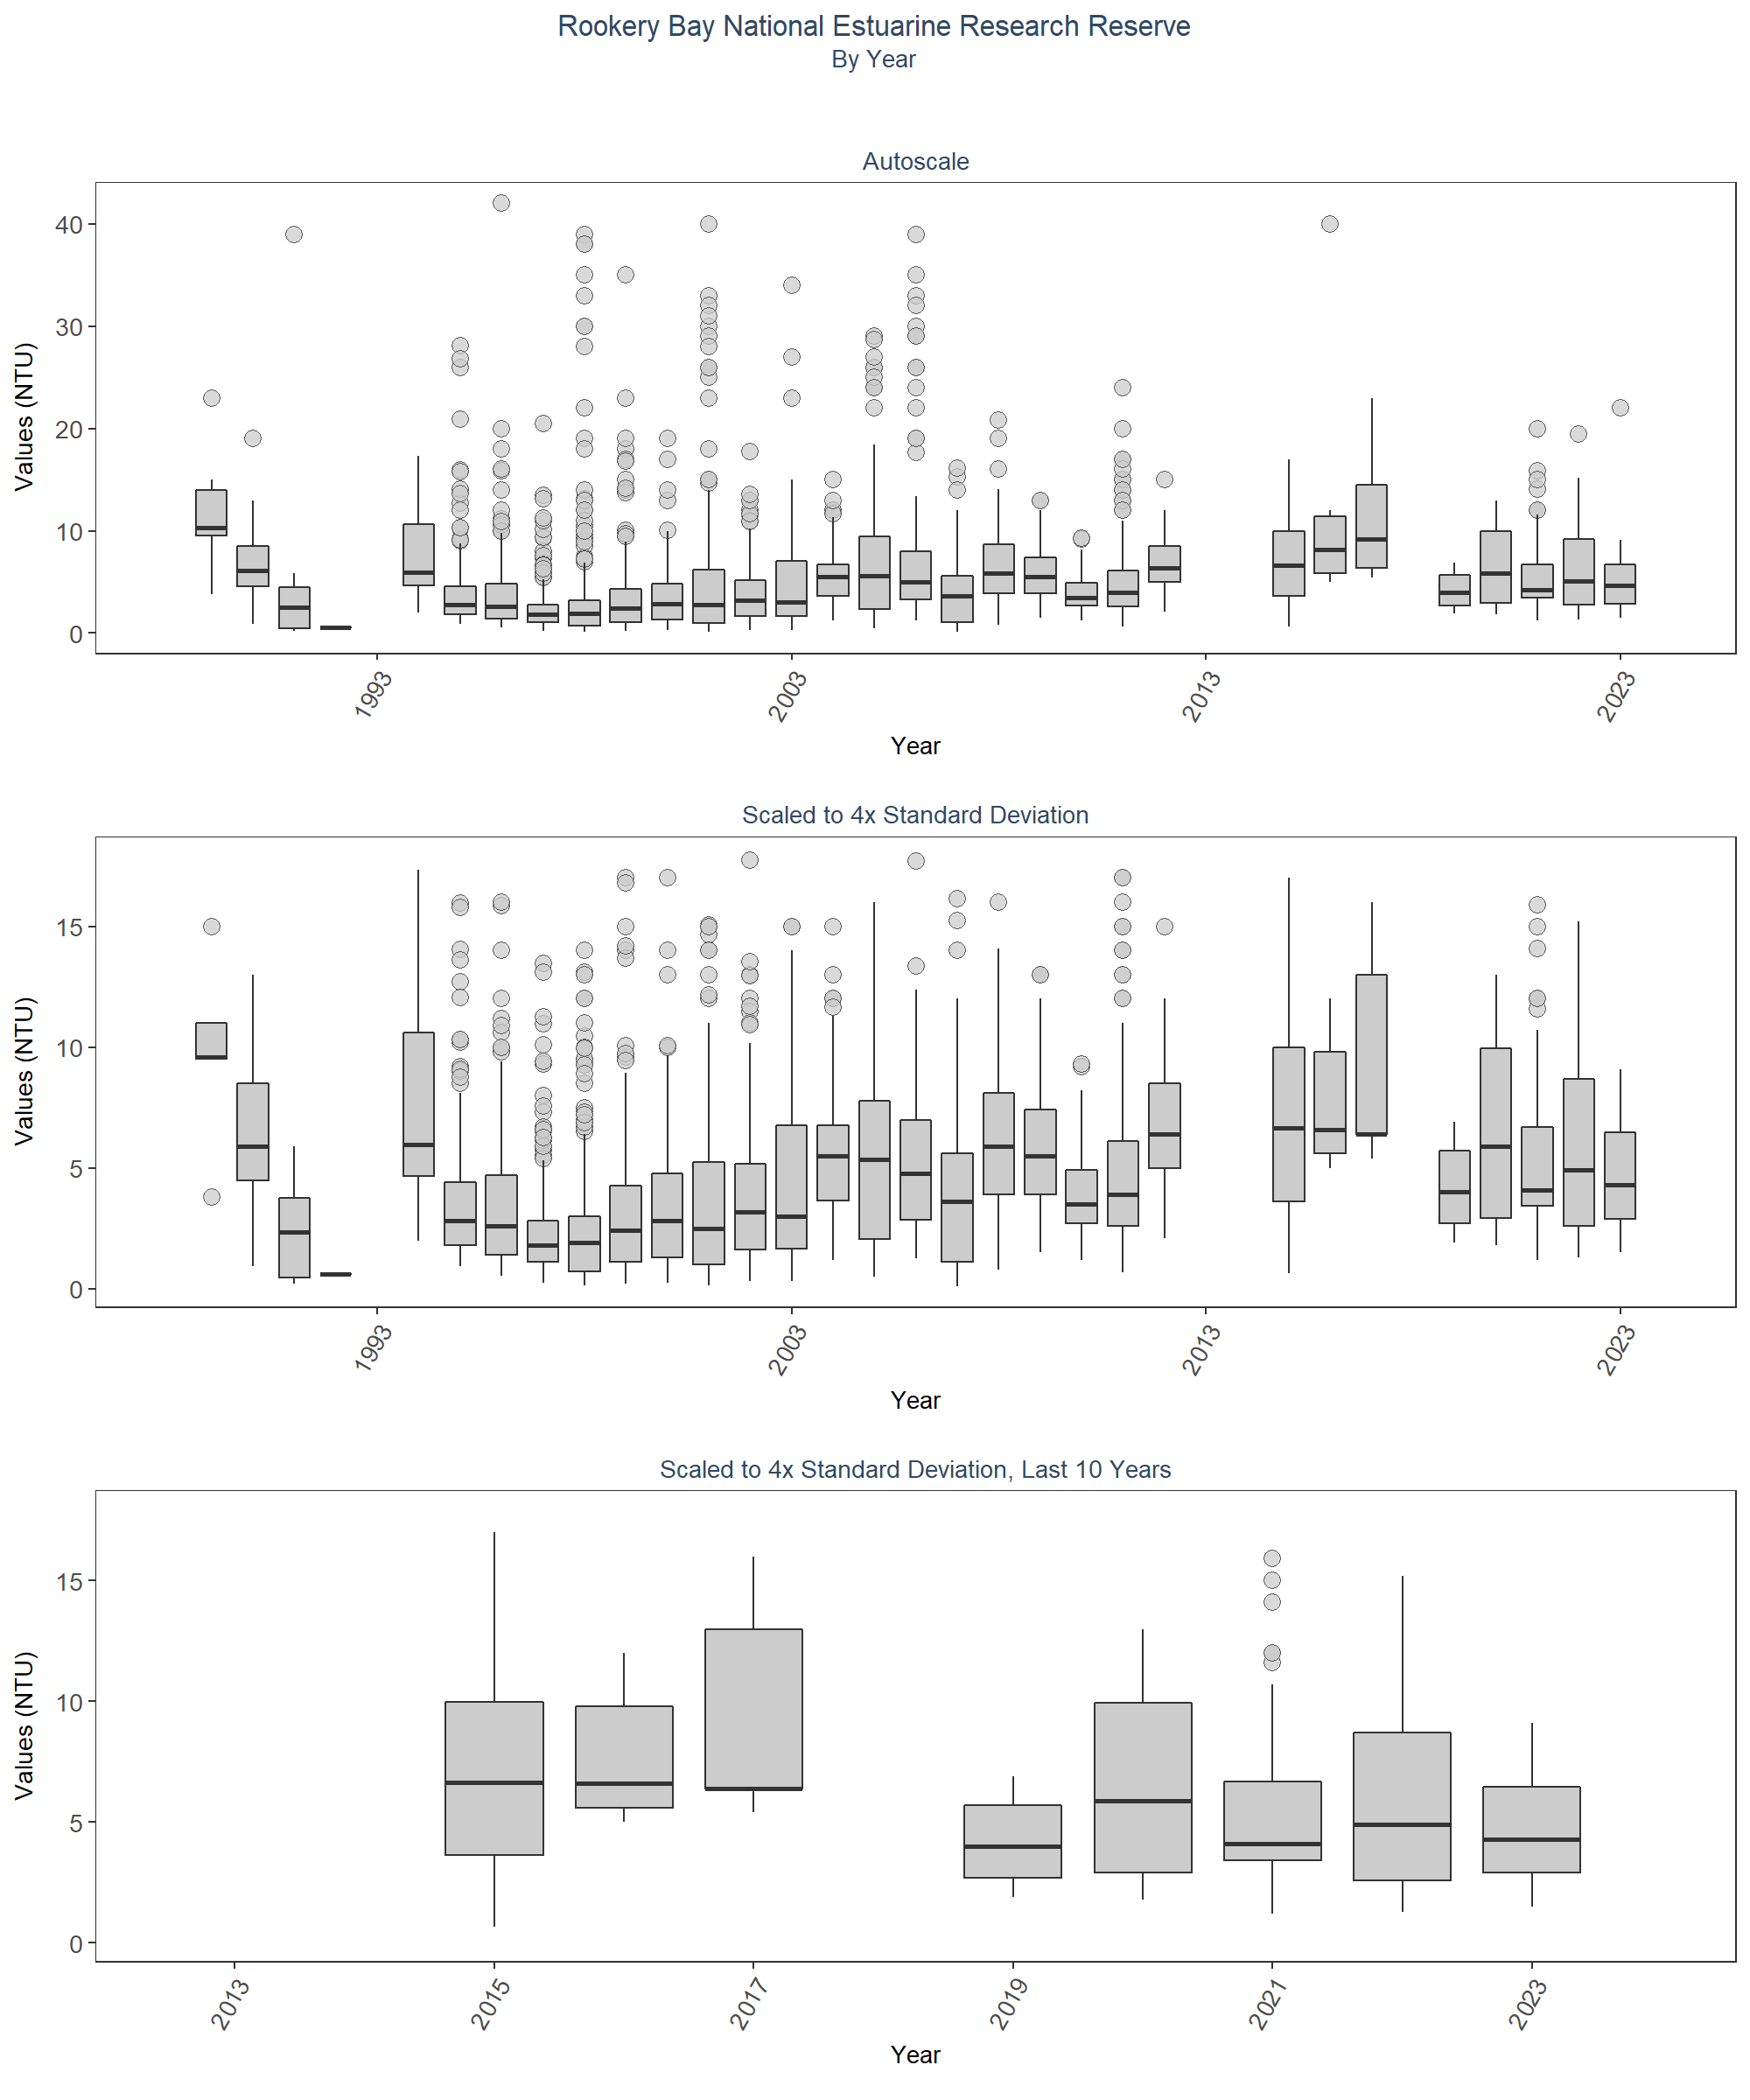 Rookery Bay National Estuarine Research Reserve
By Year
Autoscale
Values (NTU)
40
30
20
10
0
1993
2003
2013
2023
Year
Scaled to 4x Standard Deviation
Values (NTU)
15
10
5
0
1993
2003
2013
2023
Year
Scaled to 4x Standard Deviation, Last 10 Years
Values (NTU)
15
10
5
0
2013
2015
2017
2019
2021
2023
Year